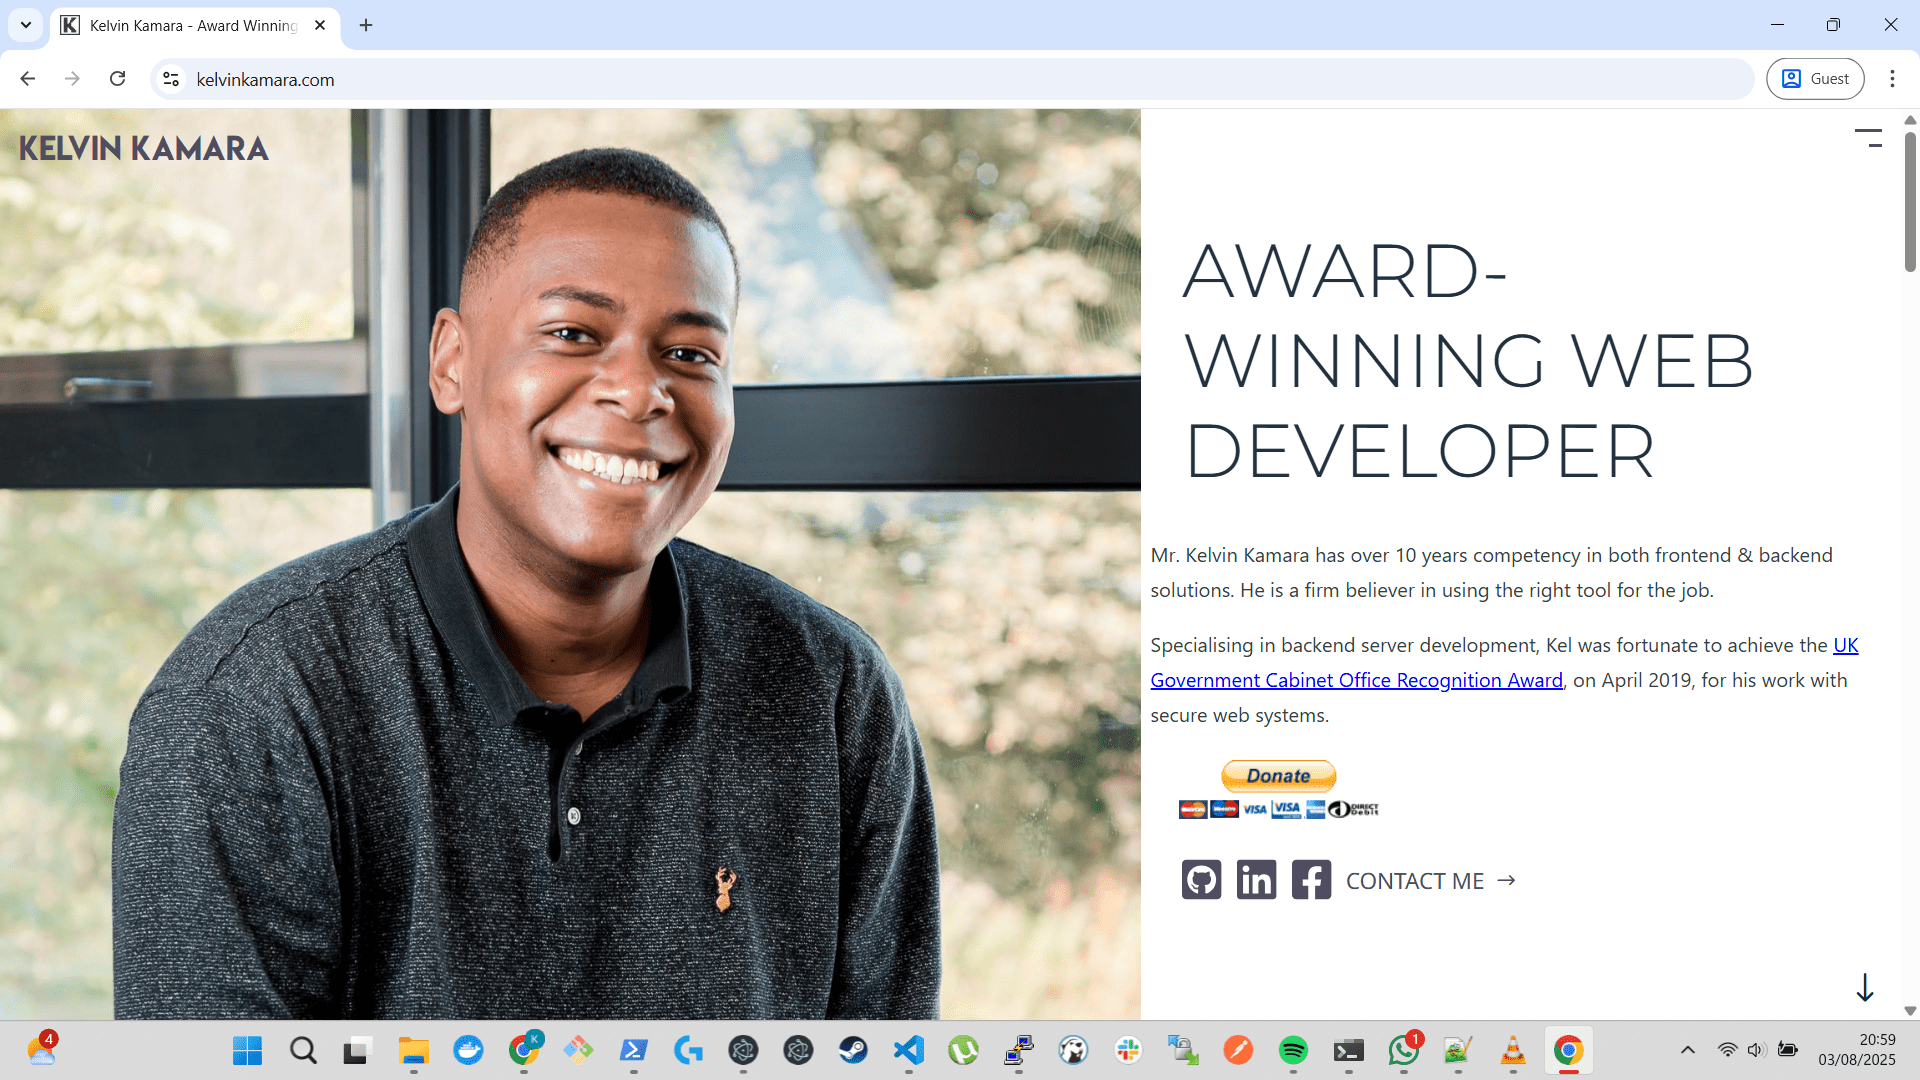 Kelvin Kamara - Award Winning
kelvinkamara.com
Guest
KELVIN KAMARA
AWARD-
WINNING WEB
DEVELOPER
Mr. Kelvin Kamara has over 10 years competency in both frontend & backend
solutions. He is a firm believer in using the right tool for the job.
Specialising in backend server development, Kel was fortunate to achieve the UK
Government Cabinet Office Recognition Award, on April 2019, for his work with
secure web systems.
Donate
VISA VISA DIRECT Debit
CONTACT ME →
4
K
1
20:59
03/08/2025